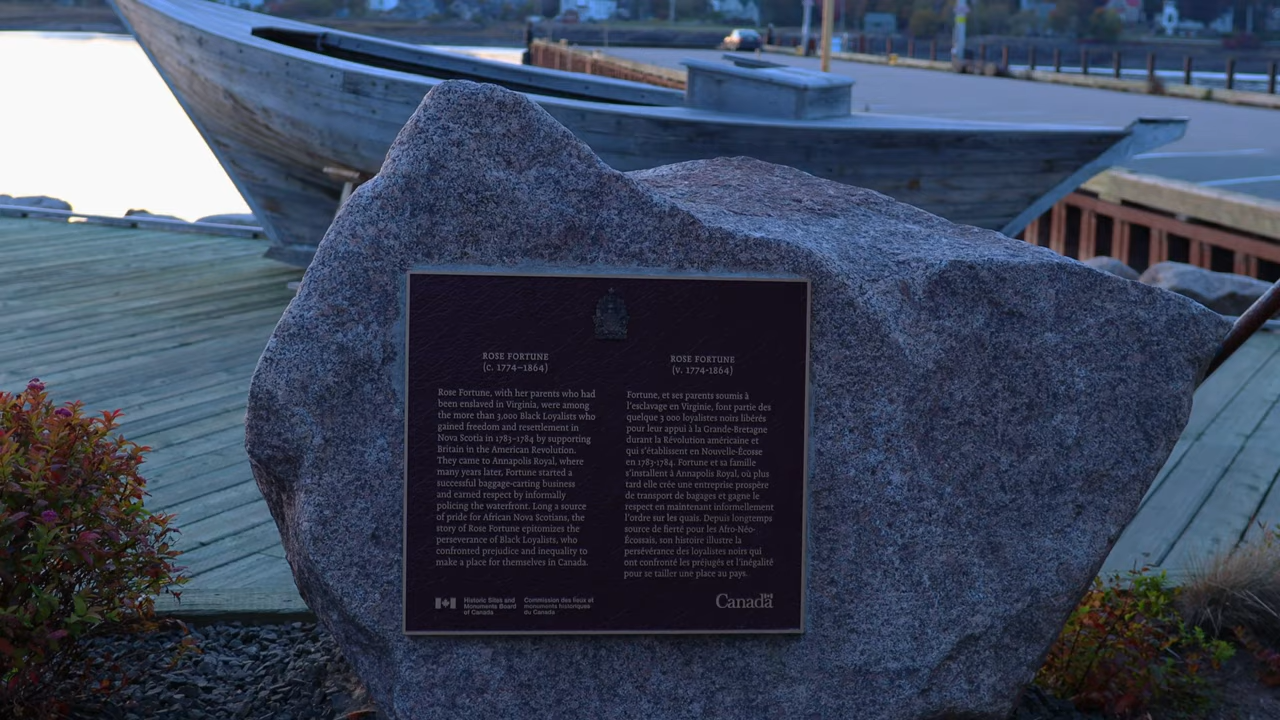 ROSE FORTUNE
(c. 1774–1864)
Rose Fortune, with her parents who had
been enslaved in Virginia, were among
the more than 3,000 Black Loyalists who
gained freedom and resettlement in
Nova Scotia in 1783–1784 by supporting
Britain in the American Revolution.
They came to Annapolis Royal, where
many years later, Fortune started a
successful baggage-carting business
and earned respect by informally
policing the waterfront. Long a source
of pride for African Nova Scotians, the
story of Rose Fortune epitomizes the
perseverance of Black Loyalists, who
confronted prejudice and inequality to
make a place for themselves in Canada.
ROSE FORTUNE
(v. 1774-1864)
Fortune, et ses parents soumis à
l'esclavage en Virginie, font partie des
quelque 3 000 loyalistes noirs libérés
pour leur appui à la Grande-Bretagne
durant la Révolution américaine et
qui s'établissent en Nouvelle-Écosse
en 1783-1784. Fortune et sa famille
s'installent à Annapolis Royal, où plus
tard elle crée une entreprise prospère
de transport de bagages et gagne le
respect en maintenant informellement
l'ordre sur les quais. Depuis longtemps
source de fierté pour les Afro-Néo-
Écossais, son histoire illustre la
persévérance des loyalistes noirs qui
ont confronté les préjugés et l'inégalité
pour se tailler une place au pays.
Historic Sites and
Monuments Board
of Canada
Commission des lieux et
monuments historiques
du Canada
Canada